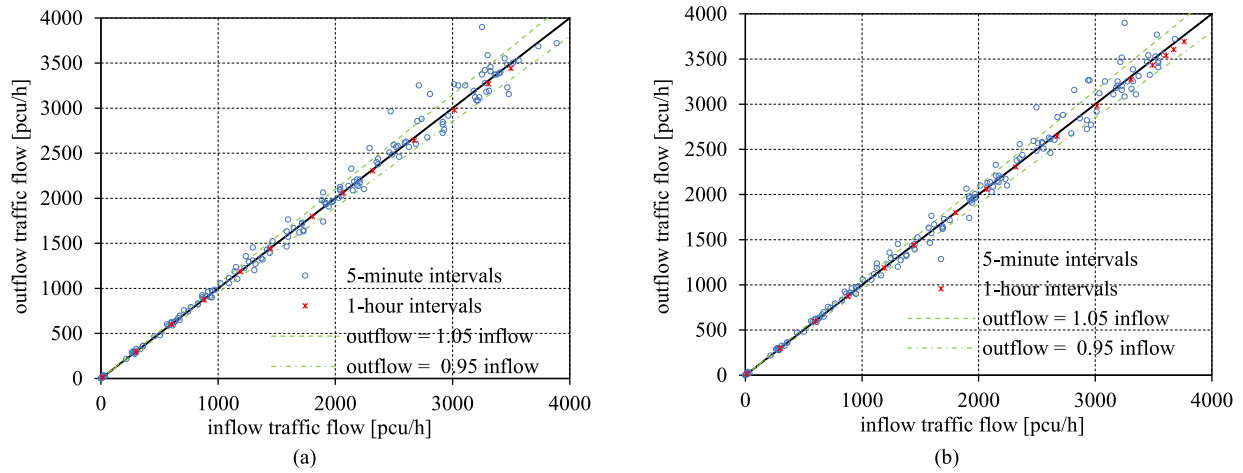 (a)
outflow traffic flow [pcu/h]
4000
3500
3000
2500
2000
1500
1000
500
0
0 1000 2000 3000 4000
inflow traffic flow [pcu/h]
5-minute intervals
1-hour intervals
outflow = 1.05 inflow
outflow = 0.95 inflow
(b)
outflow traffic flow [pcu/h]
4000
3500
3000
2500
2000
1500
1000
500
0
0 1000 2000 3000 4000
inflow traffic flow [pcu/h]
5-minute intervals
1-hour intervals
outflow = 1.05 inflow
outflow = 0.95 inflow